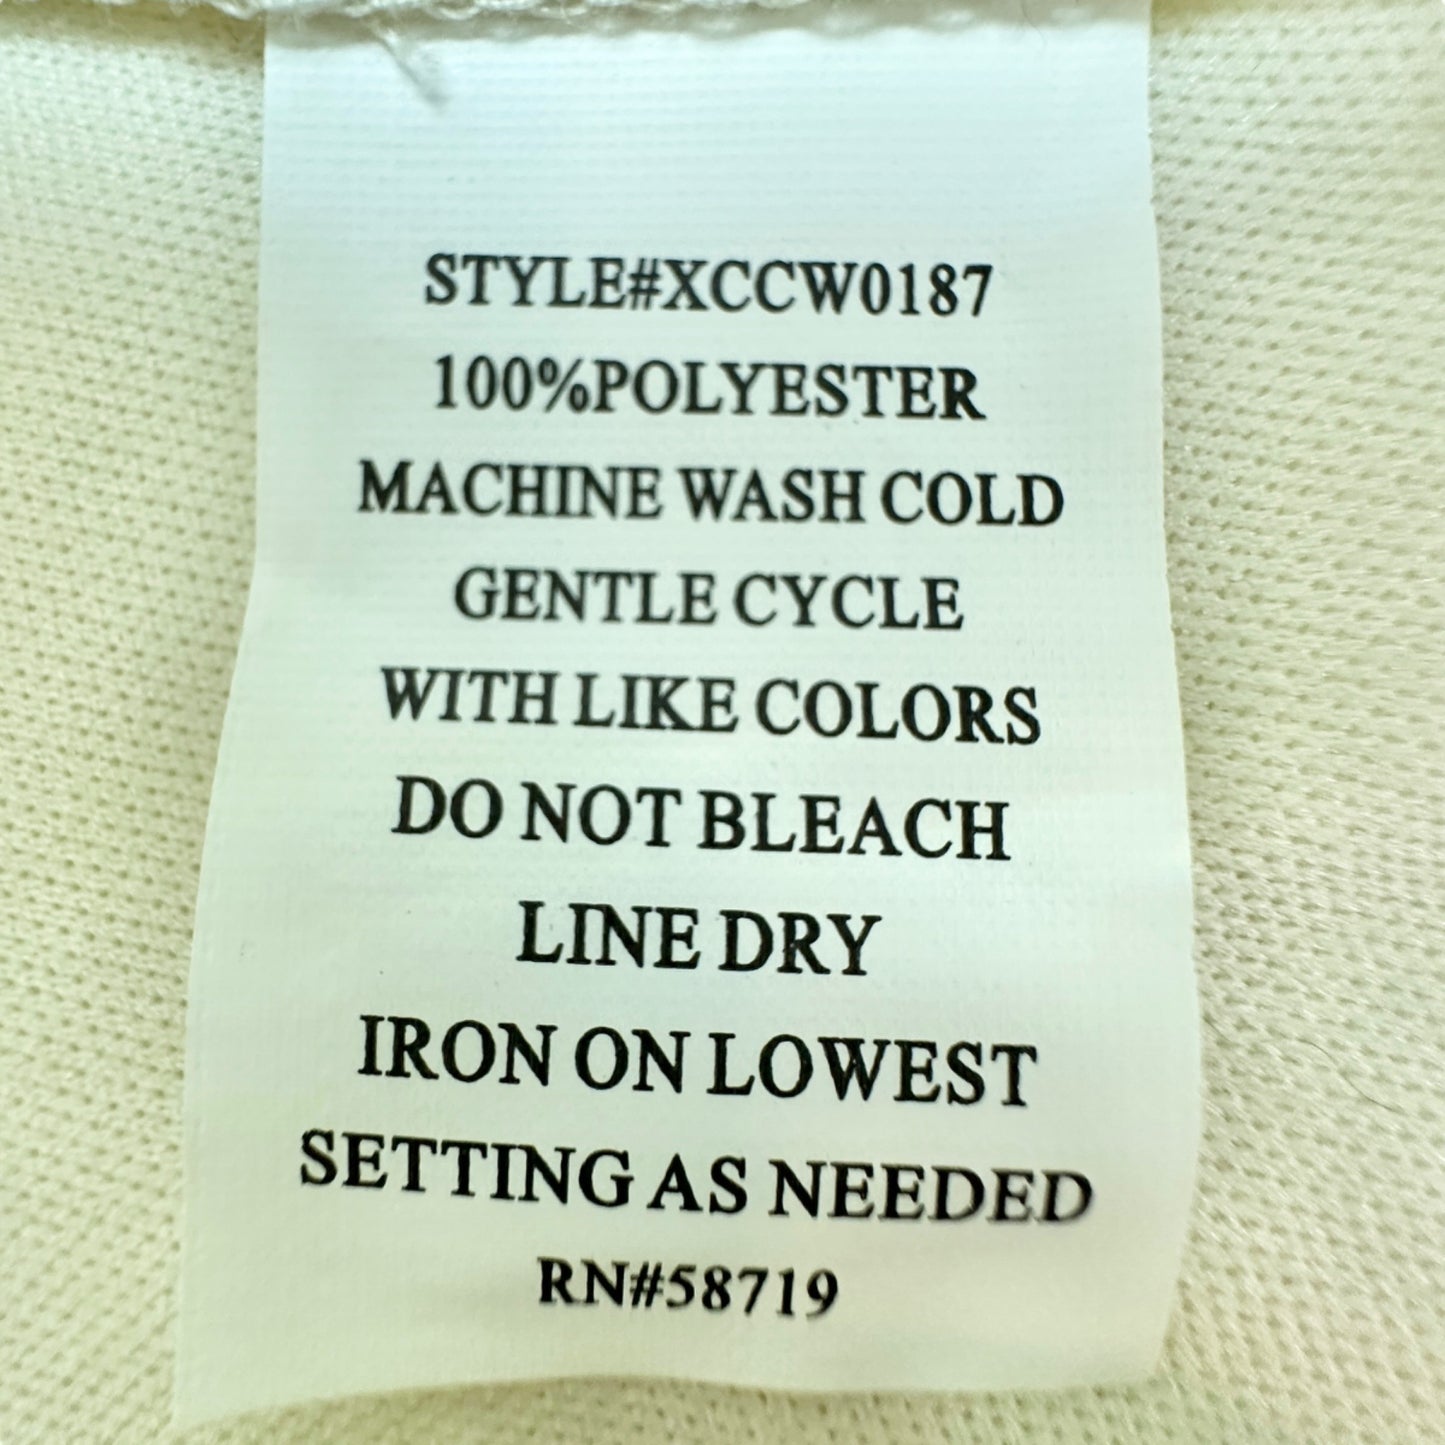 STYLE#XCCW0187
100%POLYESTER
MACHINE WASH COLD
GENTLE CYCLE
WITH LIKE COLORS
DO NOT BLEACH
LINE DRY
IRON ON LOWEST
SETTING AS NEEDED
RN#58719